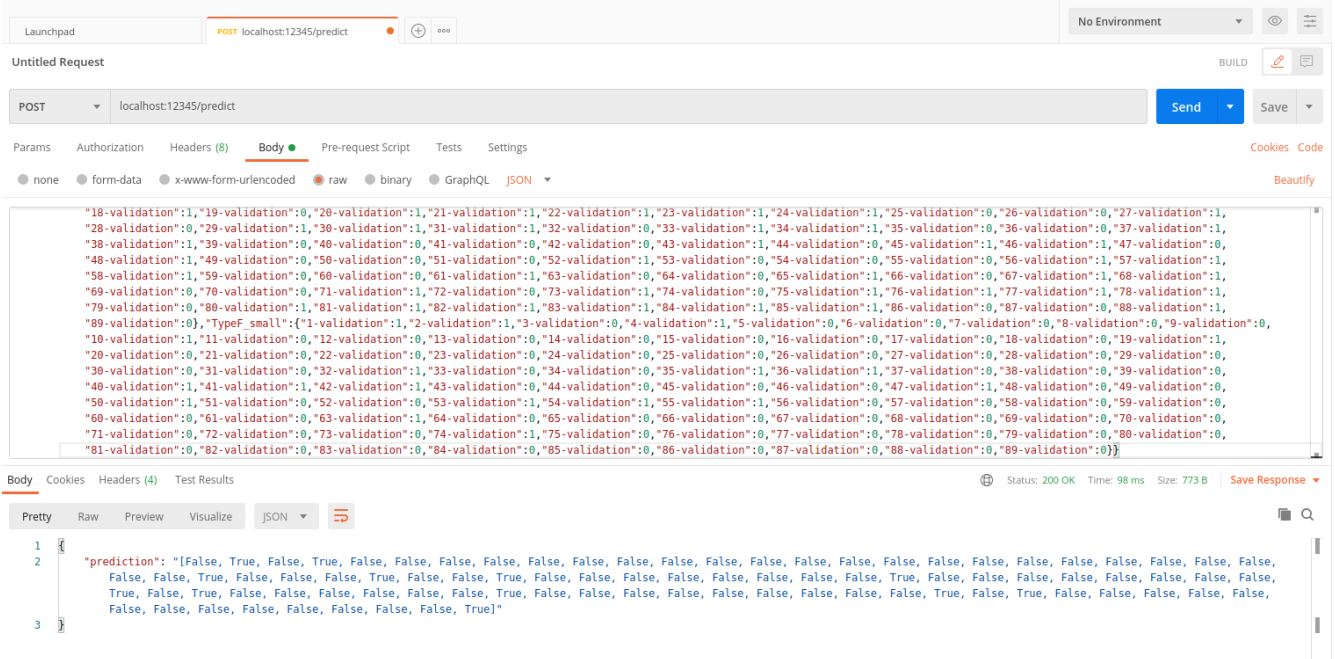 Launchpad
POST localhost:12345/predict
No Environment
Untitled Request
BUILD
POST
localhost:12345/predict
Send
Save
Params Authorization Headers (8) Body Pre-request Script Tests Settings
Cookies Code
none form-data x-www-form-urlencoded raw binary GraphQL JSON
Beautify
"18-validation":1,"19-validation":0,"20-validation":1,"21-validation":1,"22-validation":1,"23-validation":1,"24-validation":1,"25-validation":0,"26-validation":0,"27-validation":1,
"28-validation":0,"29-validation":1,"30-validation":1,"31-validation":1,"32-validation":0,"33-validation":1,"34-validation":1,"35-validation":0,"36-validation":0,"37-validation":1,
"38-validation":1,"39-validation":0,"40-validation":0,"41-validation":0,"42-validation":0,"43-validation":1,"44-validation":0,"45-validation":1,"46-validation":1,"47-validation":0,
"48-validation":1,"49-validation":0,"50-validation":0,"51-validation":0,"52-validation":1,"53-validation":0,"54-validation":0,"55-validation":0,"56-validation":1,"57-validation":1,
"58-validation":1,"59-validation":0,"60-validation":0,"61-validation":1,"63-validation":0,"64-validation":0,"65-validation":1,"66-validation":0,"67-validation":1,"68-validation":1,
"69-validation":0,"70-validation":0,"71-validation":1,"72-validation":0,"73-validation":1,"74-validation":0,"75-validation":1,"76-validation":1,"77-validation":1,"78-validation":1,
"79-validation":0,"80-validation":1,"81-validation":1,"82-validation":1,"83-validation":1,"84-validation":1,"85-validation":1,"86-validation":0,"87-validation":0,"88-validation":1,
"89-validation":0},"TypeF_small":{"1-validation":1,"2-validation":1,"3-validation":0,"4-validation":1,"5-validation":0,"6-validation":0,"7-validation":0,"8-validation":0,"9-validation":0,
"10-validation":1,"11-validation":0,"12-validation":0,"13-validation":0,"14-validation":0,"15-validation":0,"16-validation":0,"17-validation":0,"18-validation":0,"19-validation":1,
"20-validation":0,"21-validation":0,"22-validation":0,"23-validation":0,"24-validation":0,"25-validation":0,"26-validation":0,"27-validation":0,"28-validation":0,"29-validation":0,
"30-validation":0,"31-validation":0,"32-validation":1,"33-validation":0,"34-validation":0,"35-validation":1,"36-validation":1,"37-validation":0,"38-validation":0,"39-validation":0,
"40-validation":1,"41-validation":1,"42-validation":1,"43-validation":0,"44-validation":0,"45-validation":0,"46-validation":0,"47-validation":1,"48-validation":0,"49-validation":0,
"50-validation":1,"51-validation":0,"52-validation":0,"53-validation":1,"54-validation":1,"55-validation":1,"56-validation":0,"57-validation":0,"58-validation":0,"59-validation":0,
"60-validation":0,"61-validation":0,"63-validation":1,"64-validation":0,"65-validation":0,"66-validation":0,"67-validation":0,"68-validation":0,"69-validation":0,"70-validation":0,
"71-validation":0,"72-validation":0,"73-validation":0,"74-validation":1,"75-validation":0,"76-validation":0,"77-validation":0,"78-validation":0,"79-validation":0,"80-validation":0,
"81-validation":0,"82-validation":0,"83-validation":0,"84-validation":0,"85-validation":0,"86-validation":0,"87-validation":0,"88-validation":0,"89-validation":0}}
Body Cookies Headers (4) Test Results
Status: 200 OK Time: 98 ms Size: 773 B Save Response
Pretty Raw Preview Visualize JSON
1 {
2 "prediction": "[False, True, False, True, False, False, False, False, False, False, False, False, False, False, False, False, False, False, False, False, False, False, False, False, False,
False, False, True, False, False, False, True, False, False, True, False, False, False, False, False, False, False, False, True, False, False, False, False, False, False, False, False,
True, False, True, False, False, False, False, False, False, True, False, False, False, False, False, False, False, False, False, True, False, True, False, False, False, False, False,
False, False, False, False, False, False, False, False, True]"
3 }